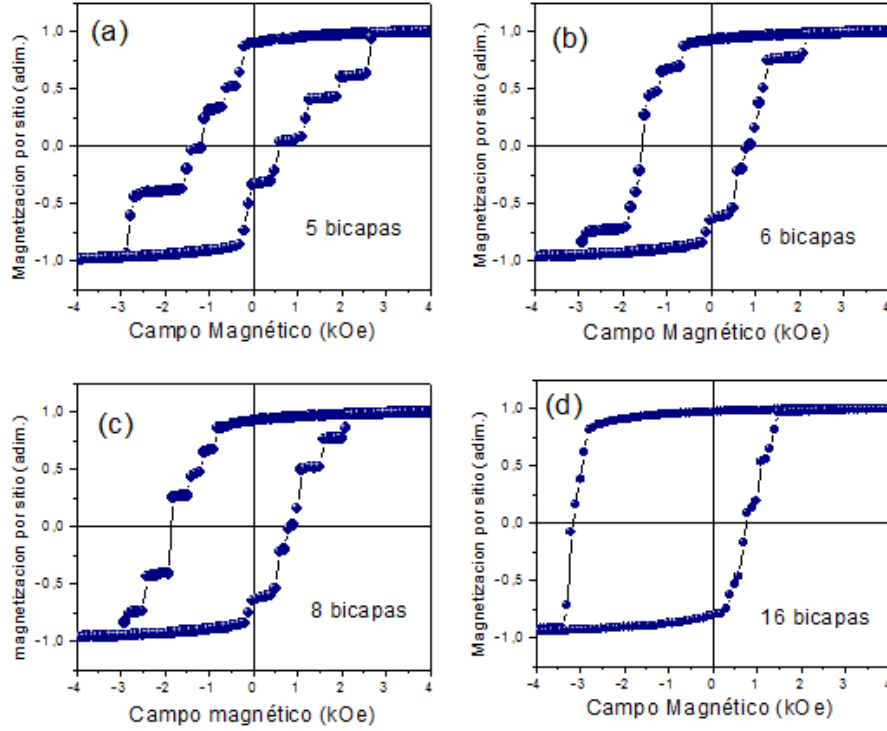 (a)
Magnetizacion por sitio (adim.)
1,0
0,5
0,0
-0,5
-1,0
5 bicapas
-4 -3 -2 -1 0 1 2 3 4
Campo Magnético (kOe)
(b)
Magnetizacion por sitio (adim.)
1,0
0,5
0,0
-0,5
-1,0
6 bicapas
-4 -3 -2 -1 0 1 2 3 4
Campo Magnético (kOe)
(c)
magnetizacion por sitio (adim.)
1,0
0,5
0,0
-0,5
-1,0
8 bicapas
-4 -3 -2 -1 0 1 2 3 4
Campo magnético (kOe)
(d)
Magnetizacion por sitio (adim.)
1,0
0,5
0,0
-0,5
-1,0
16 bicapas
-4 -3 -2 -1 0 1 2 3 4
Campo Magnético (kOe)